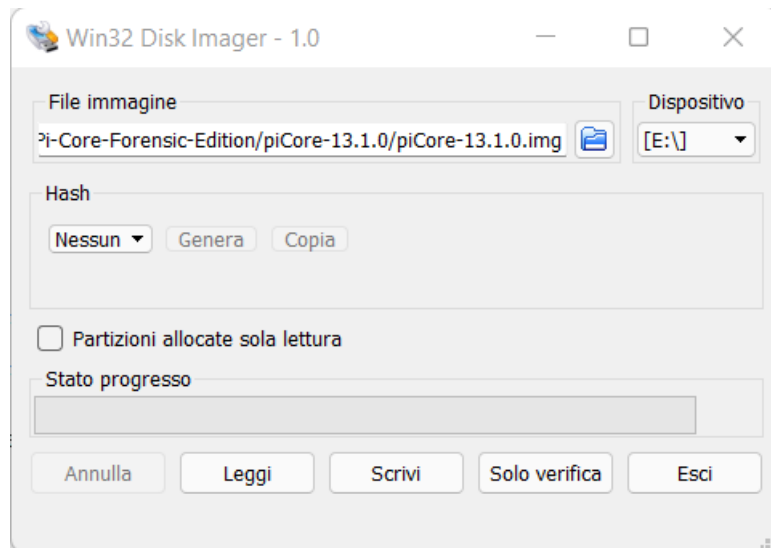 Win32 Disk Imager - 1.0
File immagine
Dispositivo
Pi-Core-Forensic-Edition/piCore-13.1.0/piCore-13.1.0.img
[E:\]
Hash
Nessun
Genera
Copia
Partizioni allocate sola lettura
Stato progresso
Annulla
Leggi
Scrivi
Solo verifica
Esci